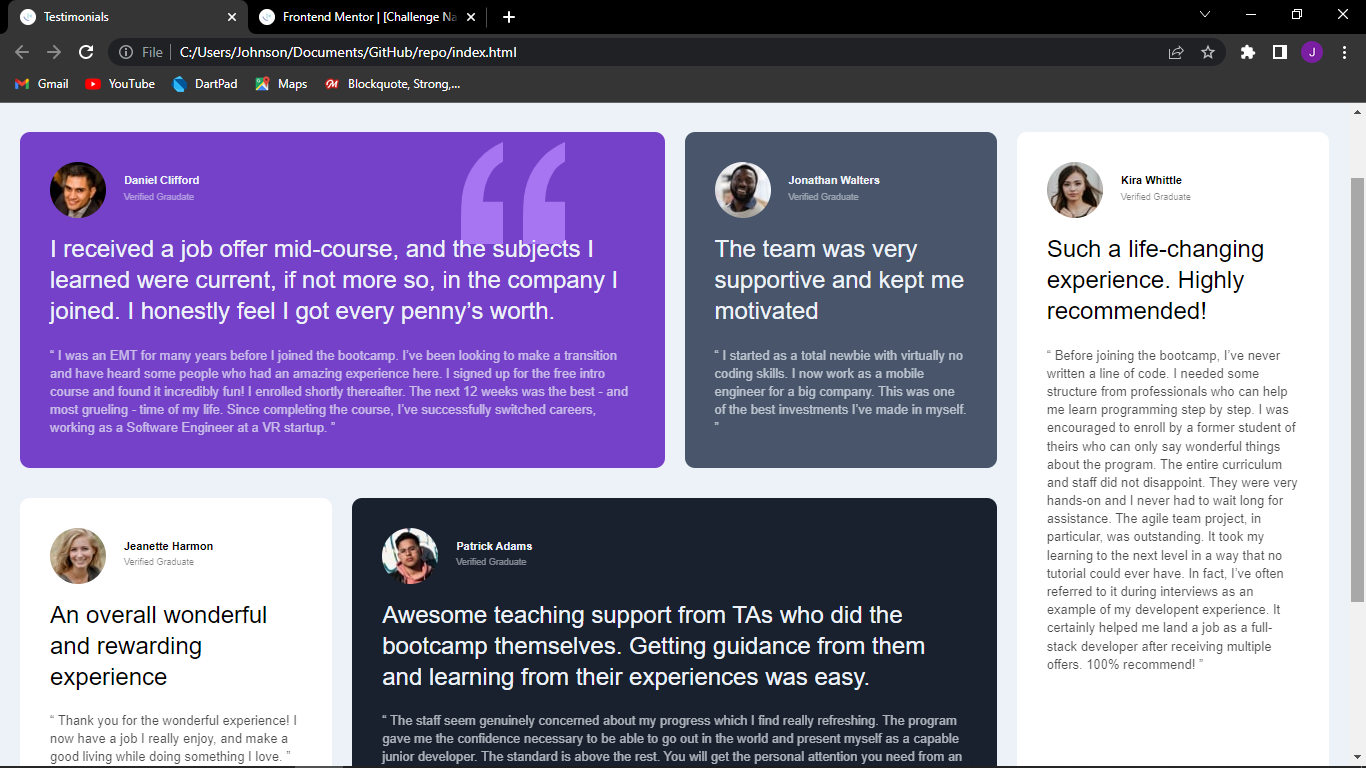 Testimonials
Frontend Mentor | [Challenge Na
File
C:/Users/Johnson/Documents/GitHub/repo/index.html
J
Gmail
YouTube
DartPad
Maps
Blockquote, Strong,...
Daniel Clifford
Verified Graudate
I received a job offer mid-course, and the subjects I
learned were current, if not more so, in the company I
joined. I honestly feel I got every penny’s worth.
“ I was an EMT for many years before I joined the bootcamp. I’ve been looking to make a transition
and have heard some people who had an amazing experience here. I signed up for the free intro
course and found it incredibly fun! I enrolled shortly thereafter. The next 12 weeks was the best - and
most grueling - time of my life. Since completing the course, I’ve successfully switched careers,
working as a Software Engineer at a VR startup. ”
Jonathan Walters
Verified Graduate
The team was very
supportive and kept me
motivated
“ I started as a total newbie with virtually no
coding skills. I now work as a mobile
engineer for a big company. This was one
of the best investments I’ve made in myself.
”
Kira Whittle
Verified Graduate
Such a life-changing
experience. Highly
recommended!
“ Before joining the bootcamp, I’ve never
written a line of code. I needed some
structure from professionals who can help
me learn programming step by step. I was
encouraged to enroll by a former student of
theirs who can only say wonderful things
about the program. The entire curriculum
and staff did not disappoint. They were very
hands-on and I never had to wait long for
assistance. The agile team project, in
particular, was outstanding. It took my
learning to the next level in a way that no
tutorial could ever have. In fact, I’ve often
referred to it during interviews as an
example of my developent experience. It
certainly helped me land a job as a full-
stack developer after receiving multiple
offers. 100% recommend! ”
Jeanette Harmon
Verified Graduate
An overall wonderful
and rewarding
experience
“ Thank you for the wonderful experience! I
now have a job I really enjoy, and make a
good living while doing something I love. ”
Patrick Adams
Verified Graduate
Awesome teaching support from TAs who did the
bootcamp themselves. Getting guidance from them
and learning from their experiences was easy.
“ The staff seem genuinely concerned about my progress which I find really refreshing. The program
gave me the confidence necessary to be able to go out in the world and present myself as a capable
junior developer. The standard is above the rest. You will get the personal attention you need from an